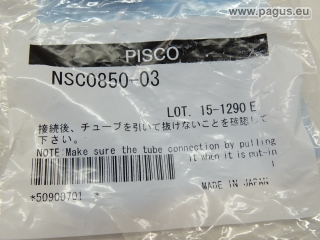 www.pagus.eu
PISCO
NSC0850-03
LOT. 15-1290 E
接続後、チューブを引いて抜けないことを確認して
下さい。
NOTE:Make sure the tube connection by pulling
it when it is put-in
MADE IN JAPAN
*50900701 *